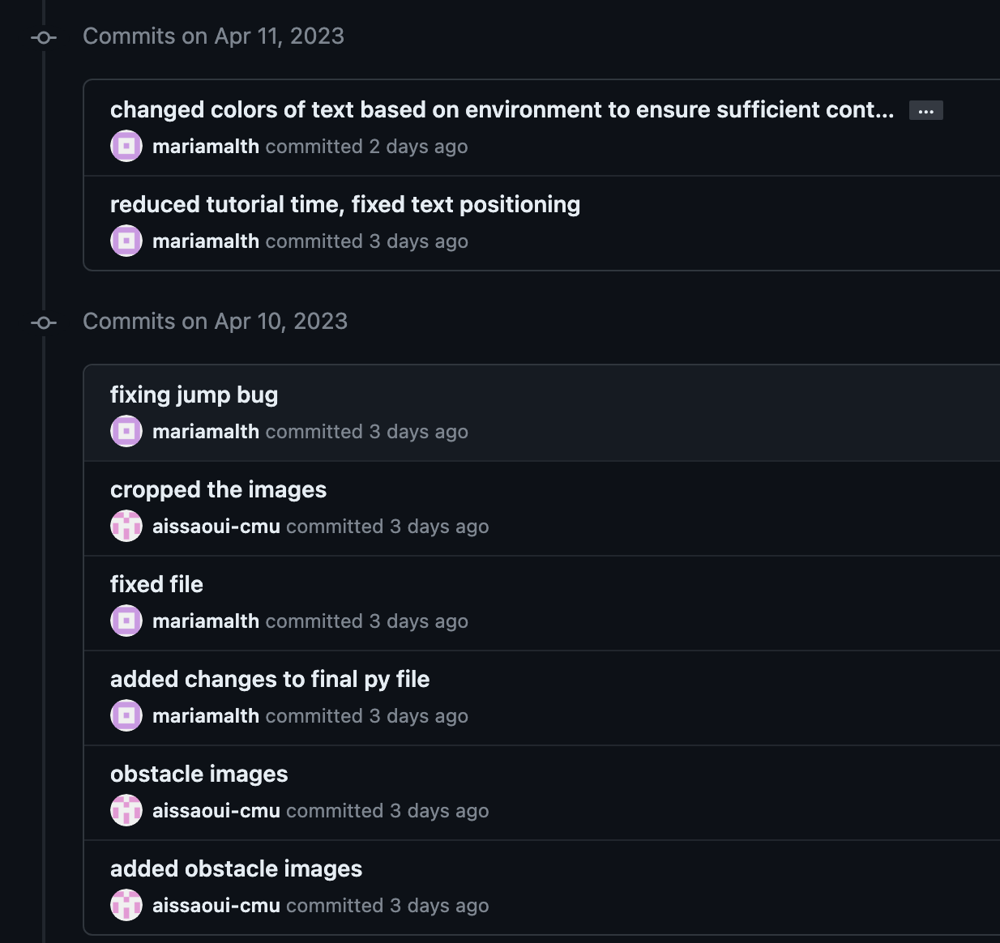 Commits on Apr 11, 2023
changed colors of text based on environment to ensure sufficient cont... ...
mariamalth committed 2 days ago
reduced tutorial time, fixed text positioning
mariamalth committed 3 days ago
Commits on Apr 10, 2023
fixing jump bug
mariamalth committed 3 days ago
cropped the images
aissaoui-cmu committed 3 days ago
fixed file
mariamalth committed 3 days ago
added changes to final py file
mariamalth committed 3 days ago
obstacle images
aissaoui-cmu committed 3 days ago
added obstacle images
aissaoui-cmu committed 3 days ago